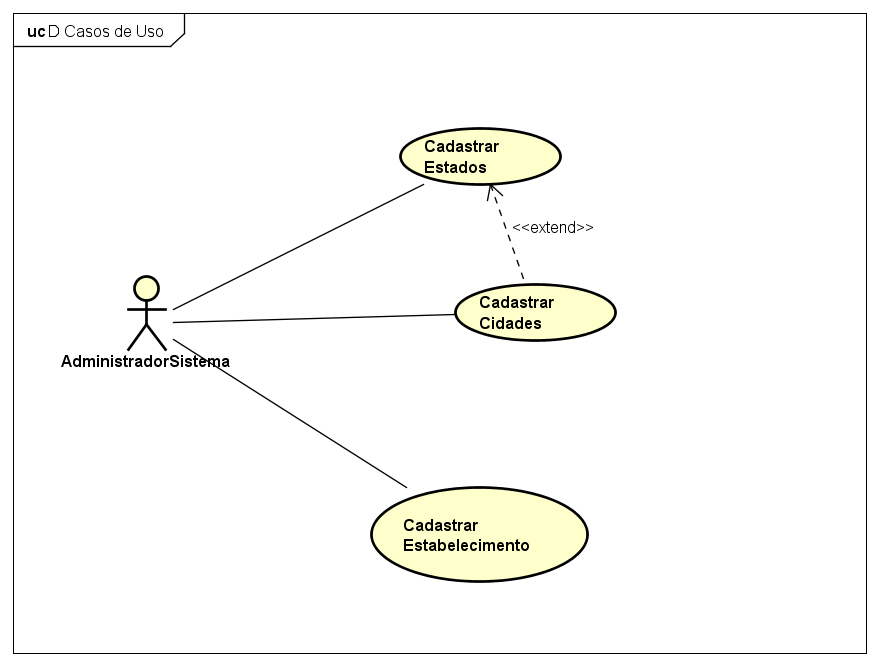 uc D Casos de Uso
Cadastrar
Estados
<<extend>>
Cadastrar
Cidades
AdministradorSistema
Cadastrar
Estabelecimento